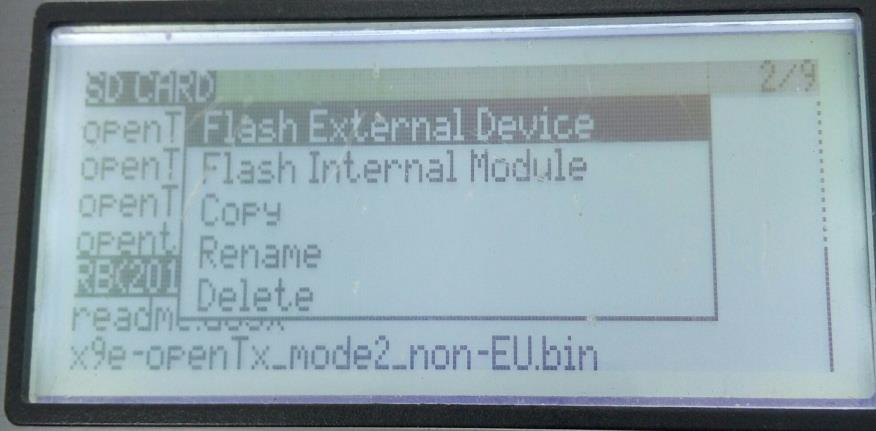 SD CARD 2/9
openT Flash External Device
openT Flash Internal Module
openT Copy
opent Rename
RB(201 Delete
x9e-openTx_mode2_non-EU.bin